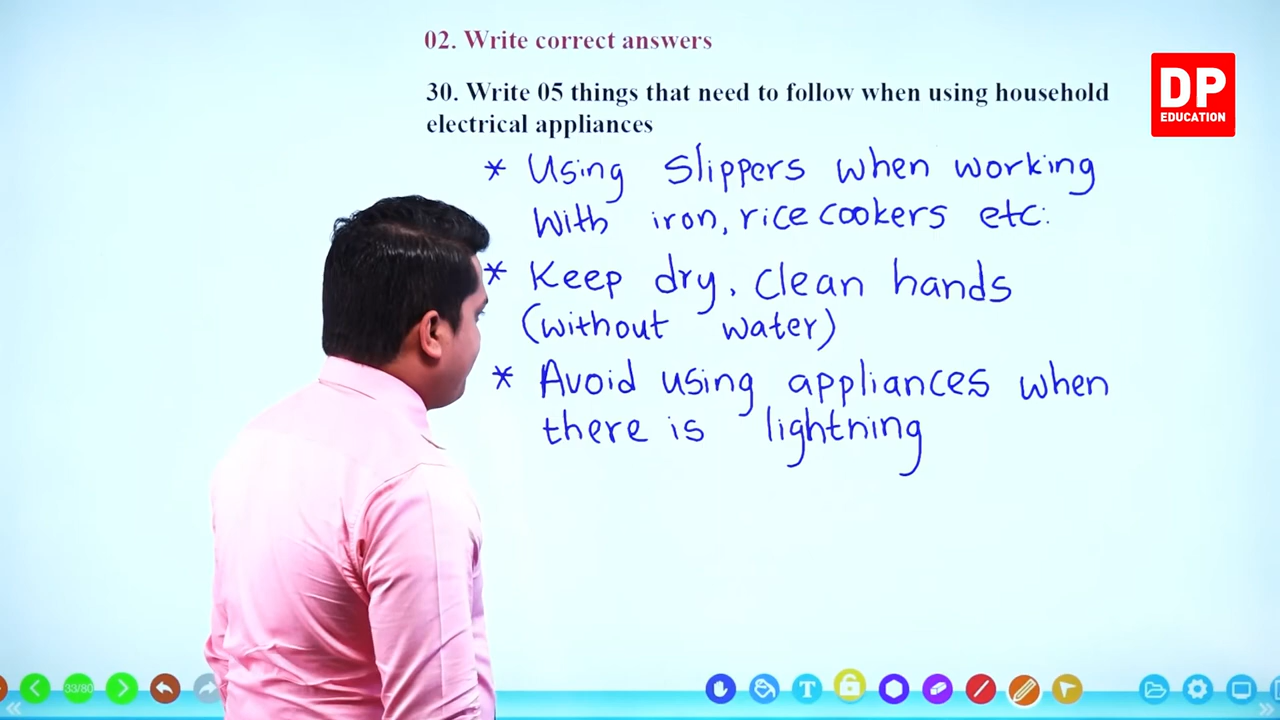 02. Write correct answers
30. Write 05 things that need to follow when using household
electrical appliances
DP
EDUCATION
* Using slippers when working
with iron, rice cookers etc:
* Keep dry, clean hands
(without water)
* Avoid using appliances when
there is lightning
33/80
T